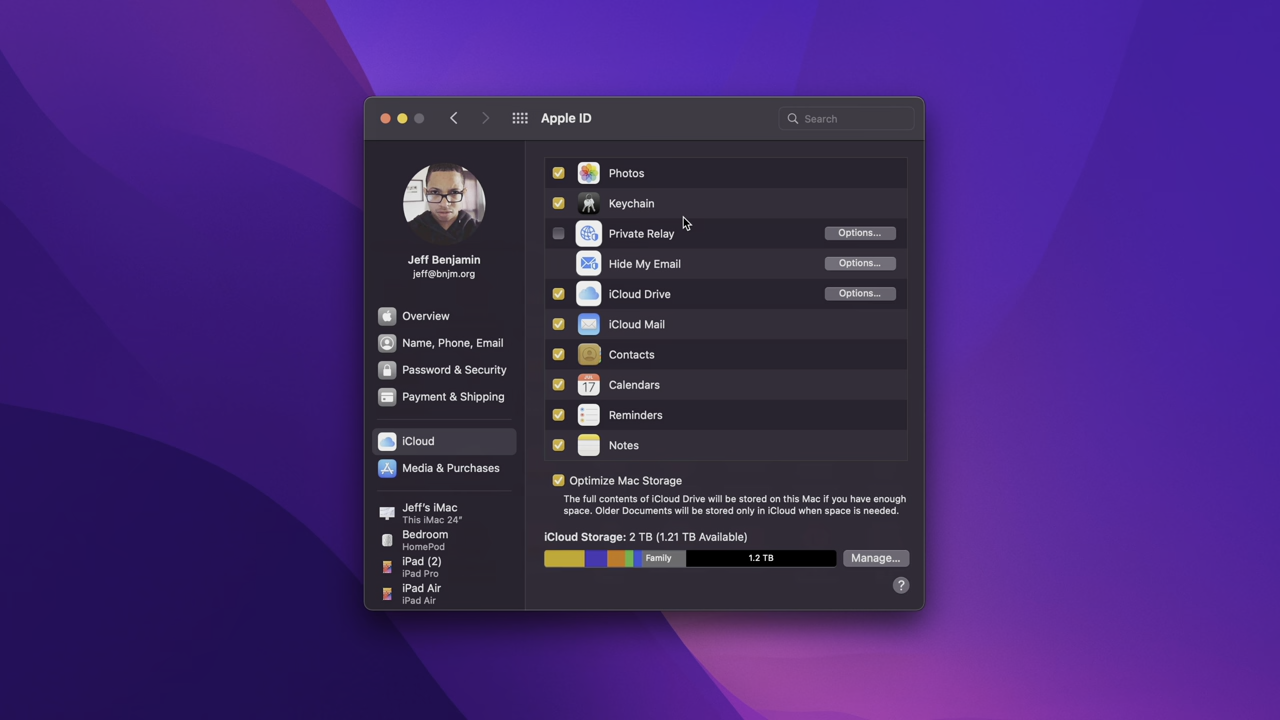 Apple ID
Search
Jeff Benjamin
jeff@bnjm.org
Overview
Name, Phone, Email
Password & Security
Payment & Shipping
iCloud
Media & Purchases
Jeff's iMac
This iMac 24"
Bedroom
HomePod
iPad (2)
iPad Pro
iPad Air
iPad Air
Photos
Keychain
Private Relay
Options...
Hide My Email
Options...
iCloud Drive
Options...
iCloud Mail
Contacts
17
Calendars
Reminders
Notes
Optimize Mac Storage
The full contents of iCloud Drive will be stored on this Mac if you have enough
space. Older Documents will be stored only in iCloud when space is needed.
iCloud Storage: 2 TB (1.21 TB Available)
Family
1.2 TB
Manage...
?